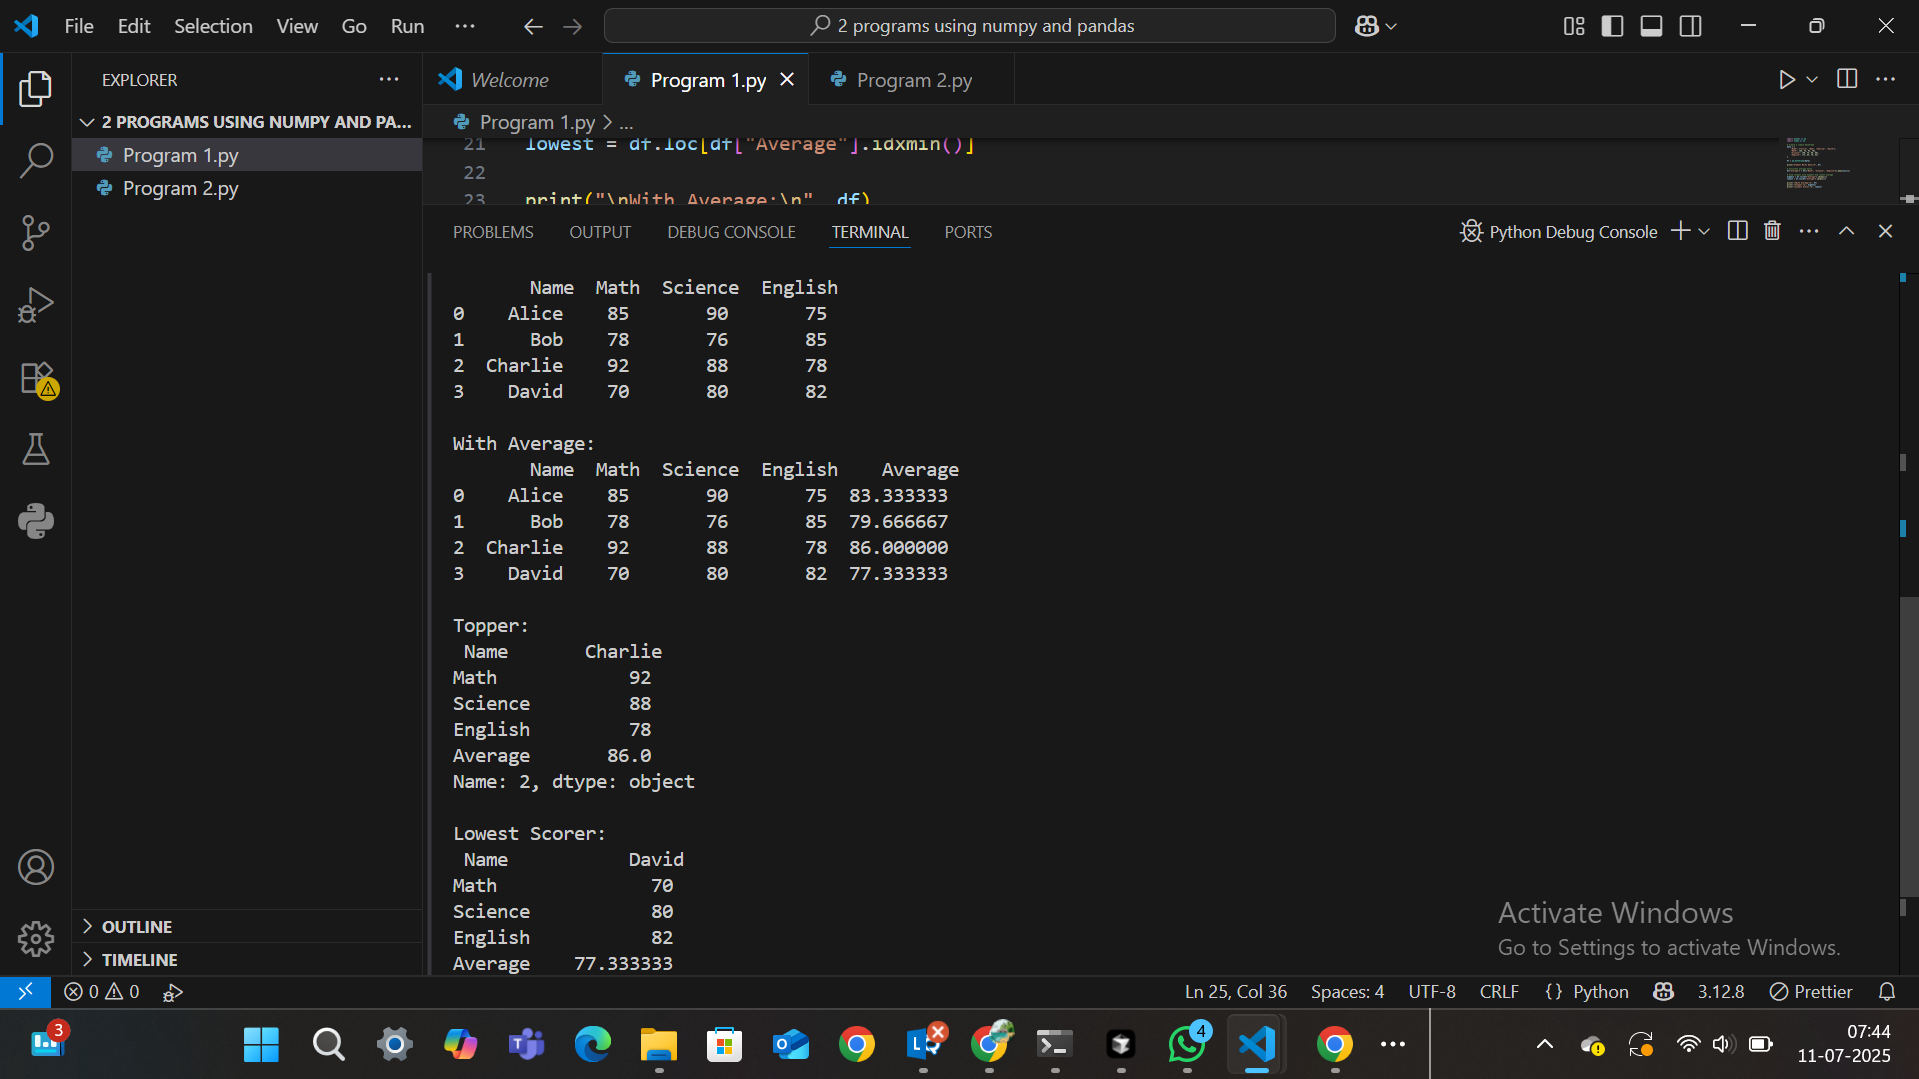 File Edit Selection View Go Run ··· 2 programs using numpy and pandas
EXPLORER ···
Welcome Program 1.py Program 2.py
2 PROGRAMS USING NUMPY AND PA...
Program 1.py
Program 2.py
Program 1.py > ...
21 lowest = df.loc[df["Average"].idxmin()]
22
23 print("\nWith Average:\n", df)
PROBLEMS OUTPUT DEBUG CONSOLE TERMINAL PORTS Python Debug Console
Name Math Science English
0 Alice 85 90 75
1 Bob 78 76 85
2 Charlie 92 88 78
3 David 70 80 82
With Average:
Name Math Science English Average
0 Alice 85 90 75 83.333333
1 Bob 78 76 85 79.666667
2 Charlie 92 88 78 86.000000
3 David 70 80 82 77.333333
Topper:
Name Charlie
Math 92
Science 88
English 78
Average 86.0
Name: 2, dtype: object
Lowest Scorer:
Name David
Math 70
Science 80
English 82
Average 77.333333
OUTLINE
TIMELINE
Activate Windows
Go to Settings to activate Windows.
0 0 Ln 25, Col 36 Spaces: 4 UTF-8 CRLF {} Python 3.12.8 Prettier
3 4 07:44
11-07-2025